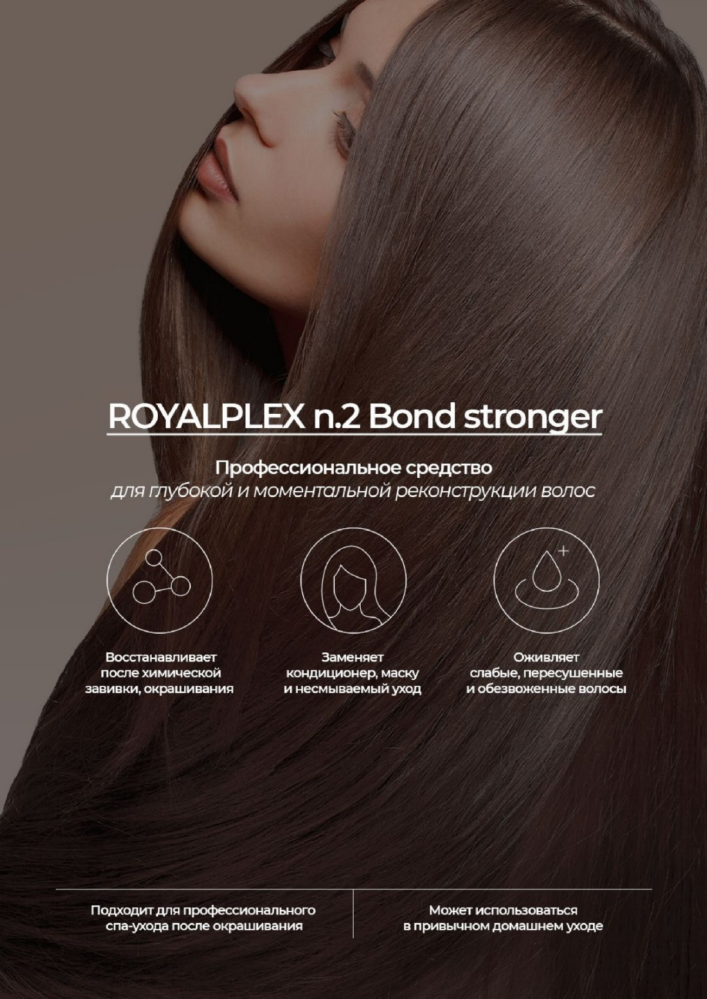 ROYALPLEX n.2 Bond stronger
Профессиональное средство
для глубокой и моментальной реконструкции волос
Восстанавливает
после химической
завивки, окрашивания
Заменяет
кондиционер, маску
и несмываемый уход
Оживляет
слабые, пересушенные
и обезвоженные волосы
Подходит для профессионального
спа-ухода после окрашивания
Может использоваться
в привычном домашнем уходе